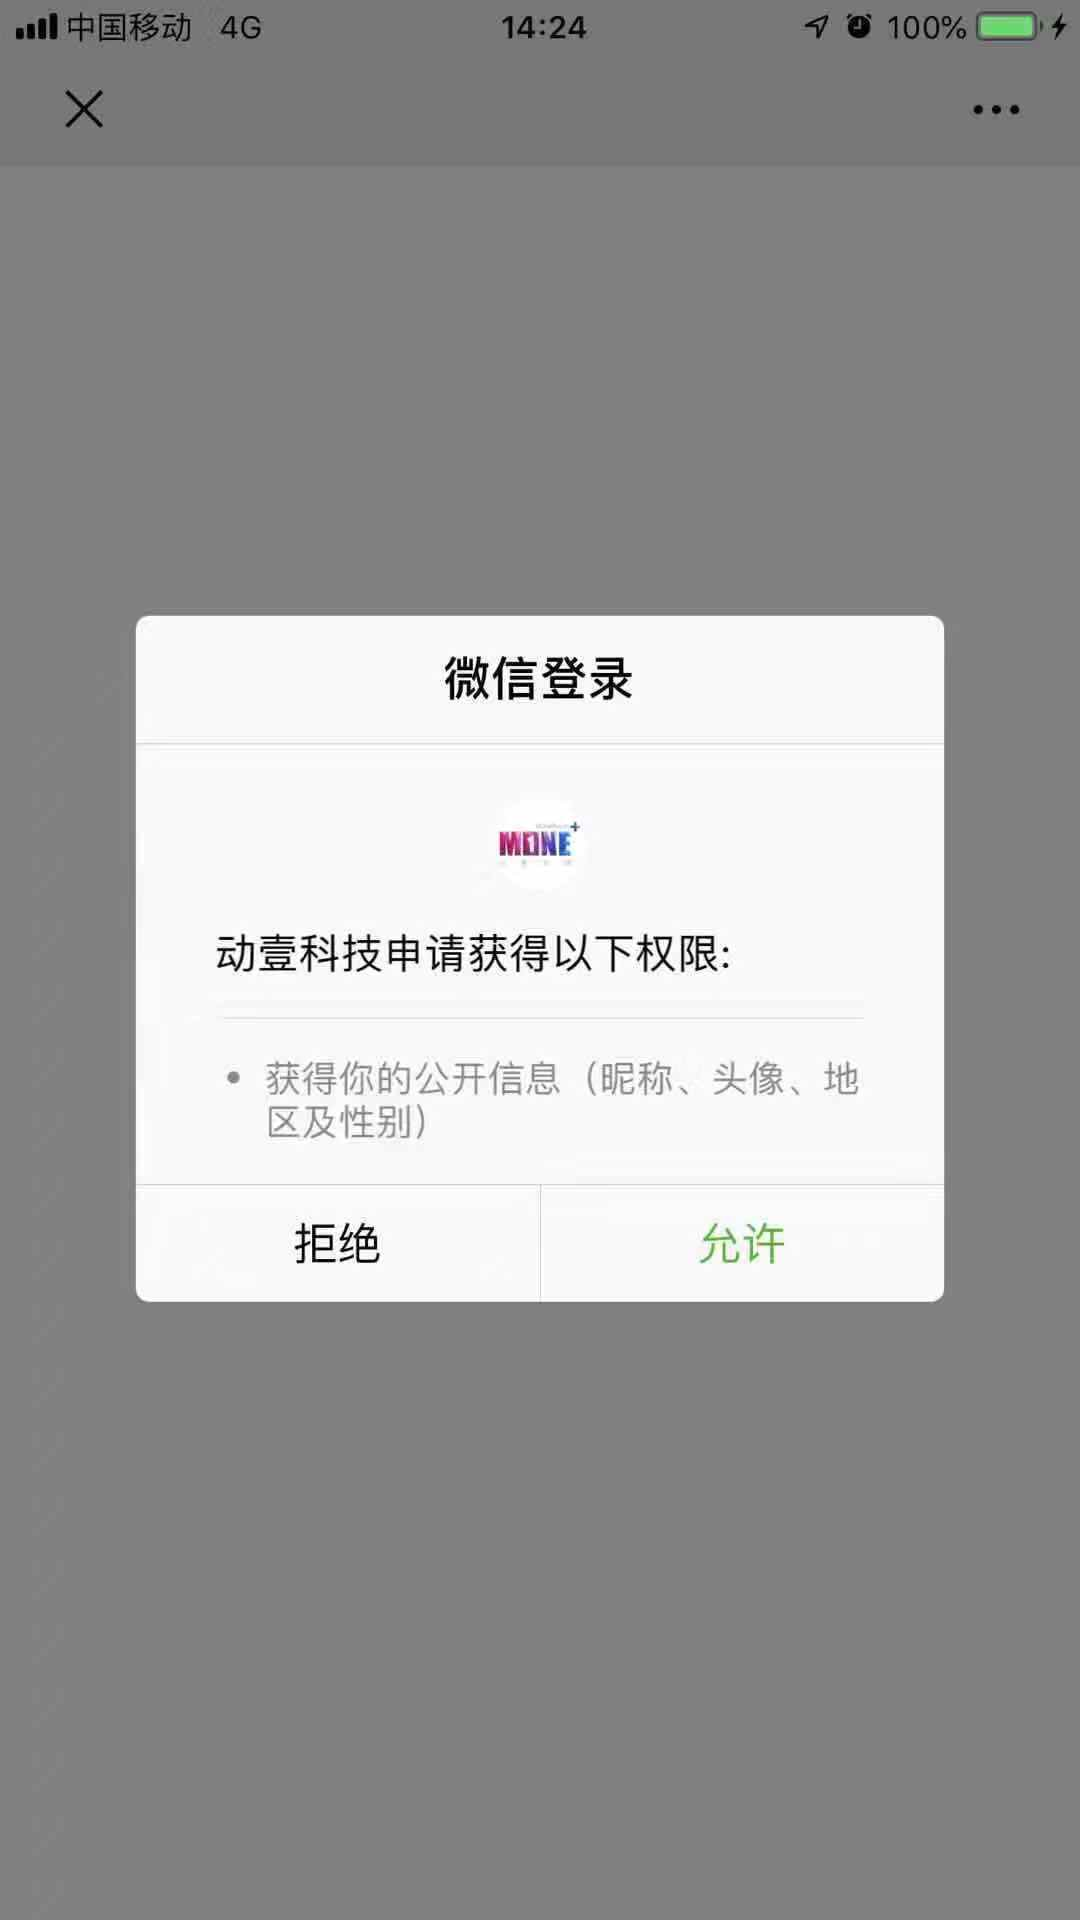 中国移动 4G 14:24 100%
微信登录
MONE+
动壹科技申请获得以下权限:
获得你的公开信息（昵称、头像、地
区及性别）
拒绝 允许